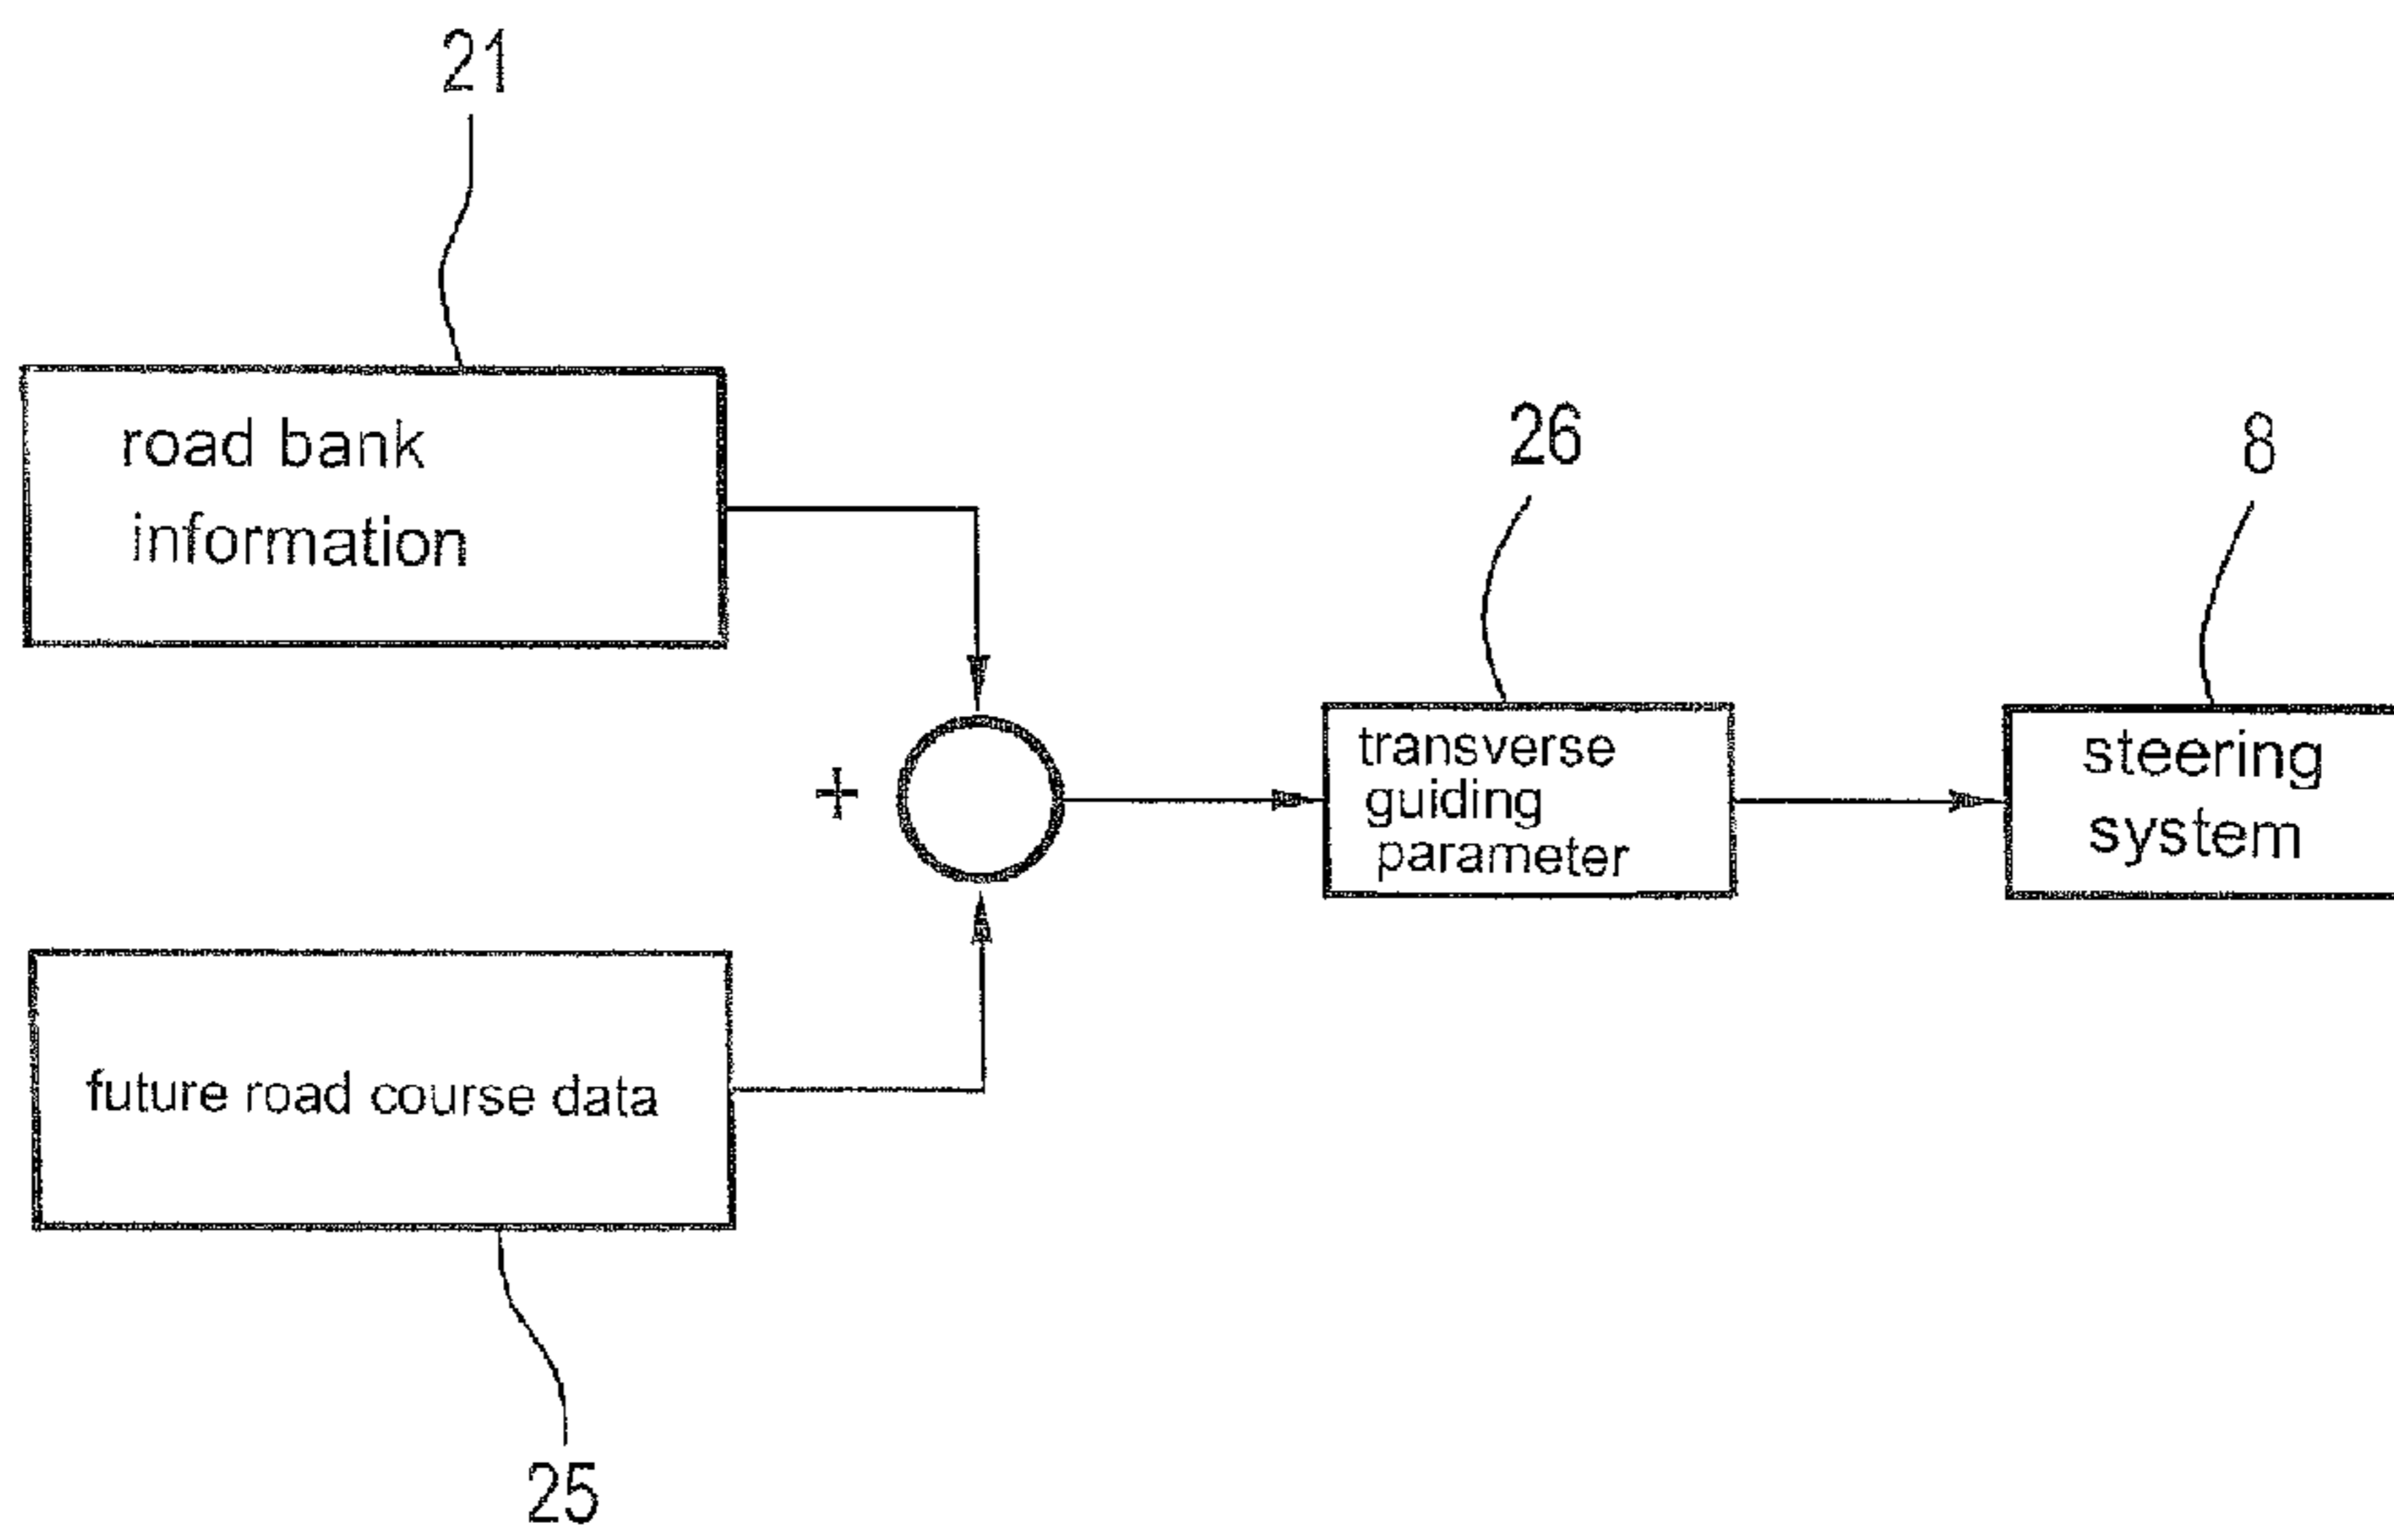 21
road bank
information
26
8
+
transverse
guiding
parameter
steering
system
future road course data
25